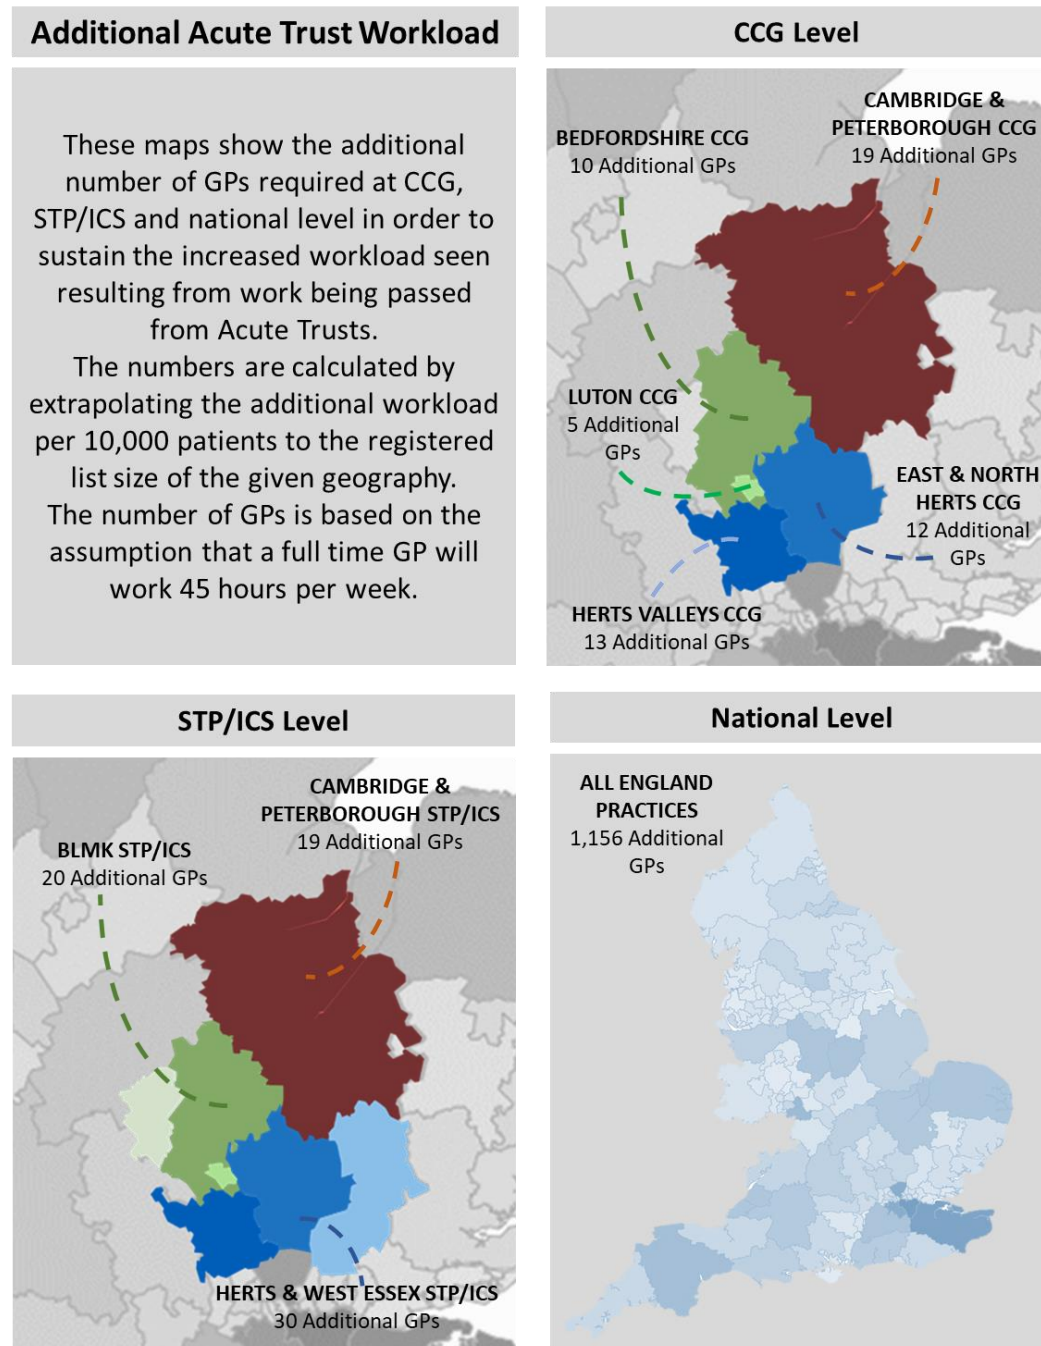 Additional Acute Trust Workload
These maps show the additional
number of GPs required at CCG,
STP/ICS and national level in order to
sustain the increased workload seen
resulting from work being passed
from Acute Trusts.
The numbers are calculated by
extrapolating the additional workload
per 10,000 patients to the registered
list size of the given geography.
The number of GPs is based on the
assumption that a full time GP will
work 45 hours per week.
CCG Level
CAMBRIDGE &
PETERBOROUGH CCG
19 Additional GPs
BEDFORDSHIRE CCG
10 Additional GPs
LUTON CCG
5 Additional
GPs
EAST & NORTH
HERTS CCG
12 Additional
GPs
HERTS VALLEYS CCG
13 Additional GPs
STP/ICS Level
CAMBRIDGE &
PETERBOROUGH STP/ICS
19 Additional GPs
BLMK STP/ICS
20 Additional GPs
HERTS & WEST ESSEX STP/ICS
30 Additional GPs
National Level
ALL ENGLAND
PRACTICES
1,156 Additional
GPs